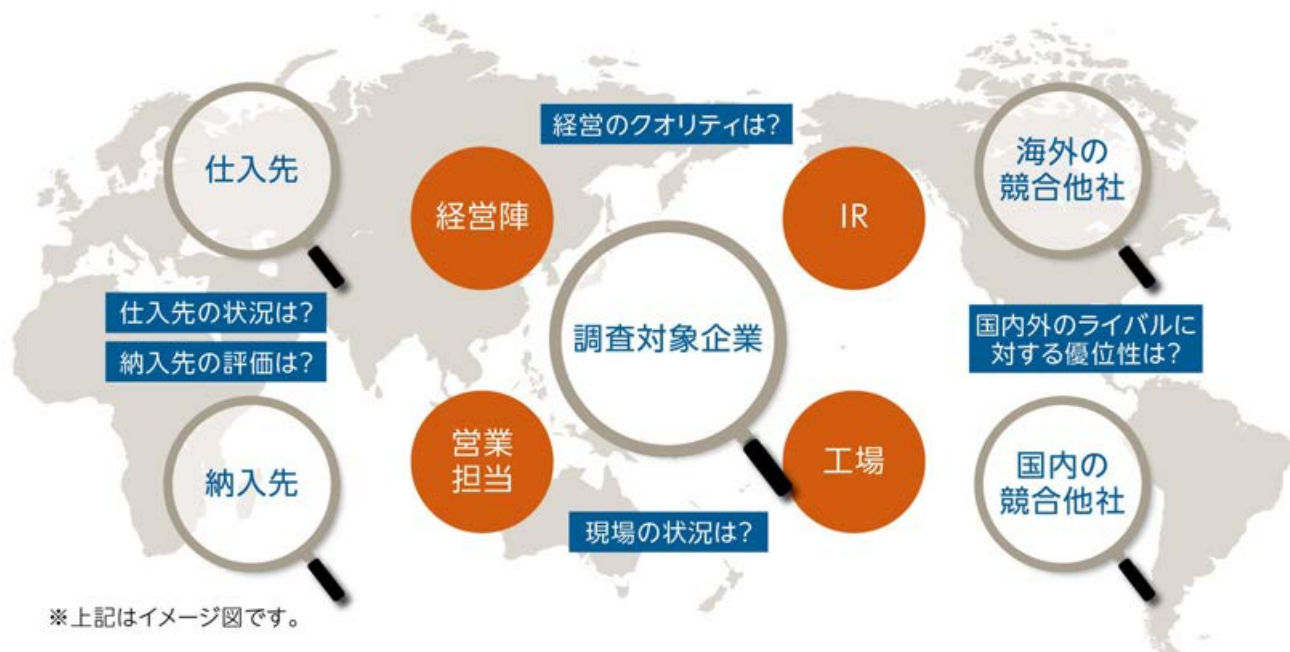 経営のクオリティは?
仕入先
経営陣
IR
海外の
競合他社
仕入先の状況は?
納入先の評価は?
調査対象企業
国内外のライバルに
対する優位性は?
納入先
営業
担当
工場
国内の
競合他社
現場の状況は?
※上記はイメージ図です。